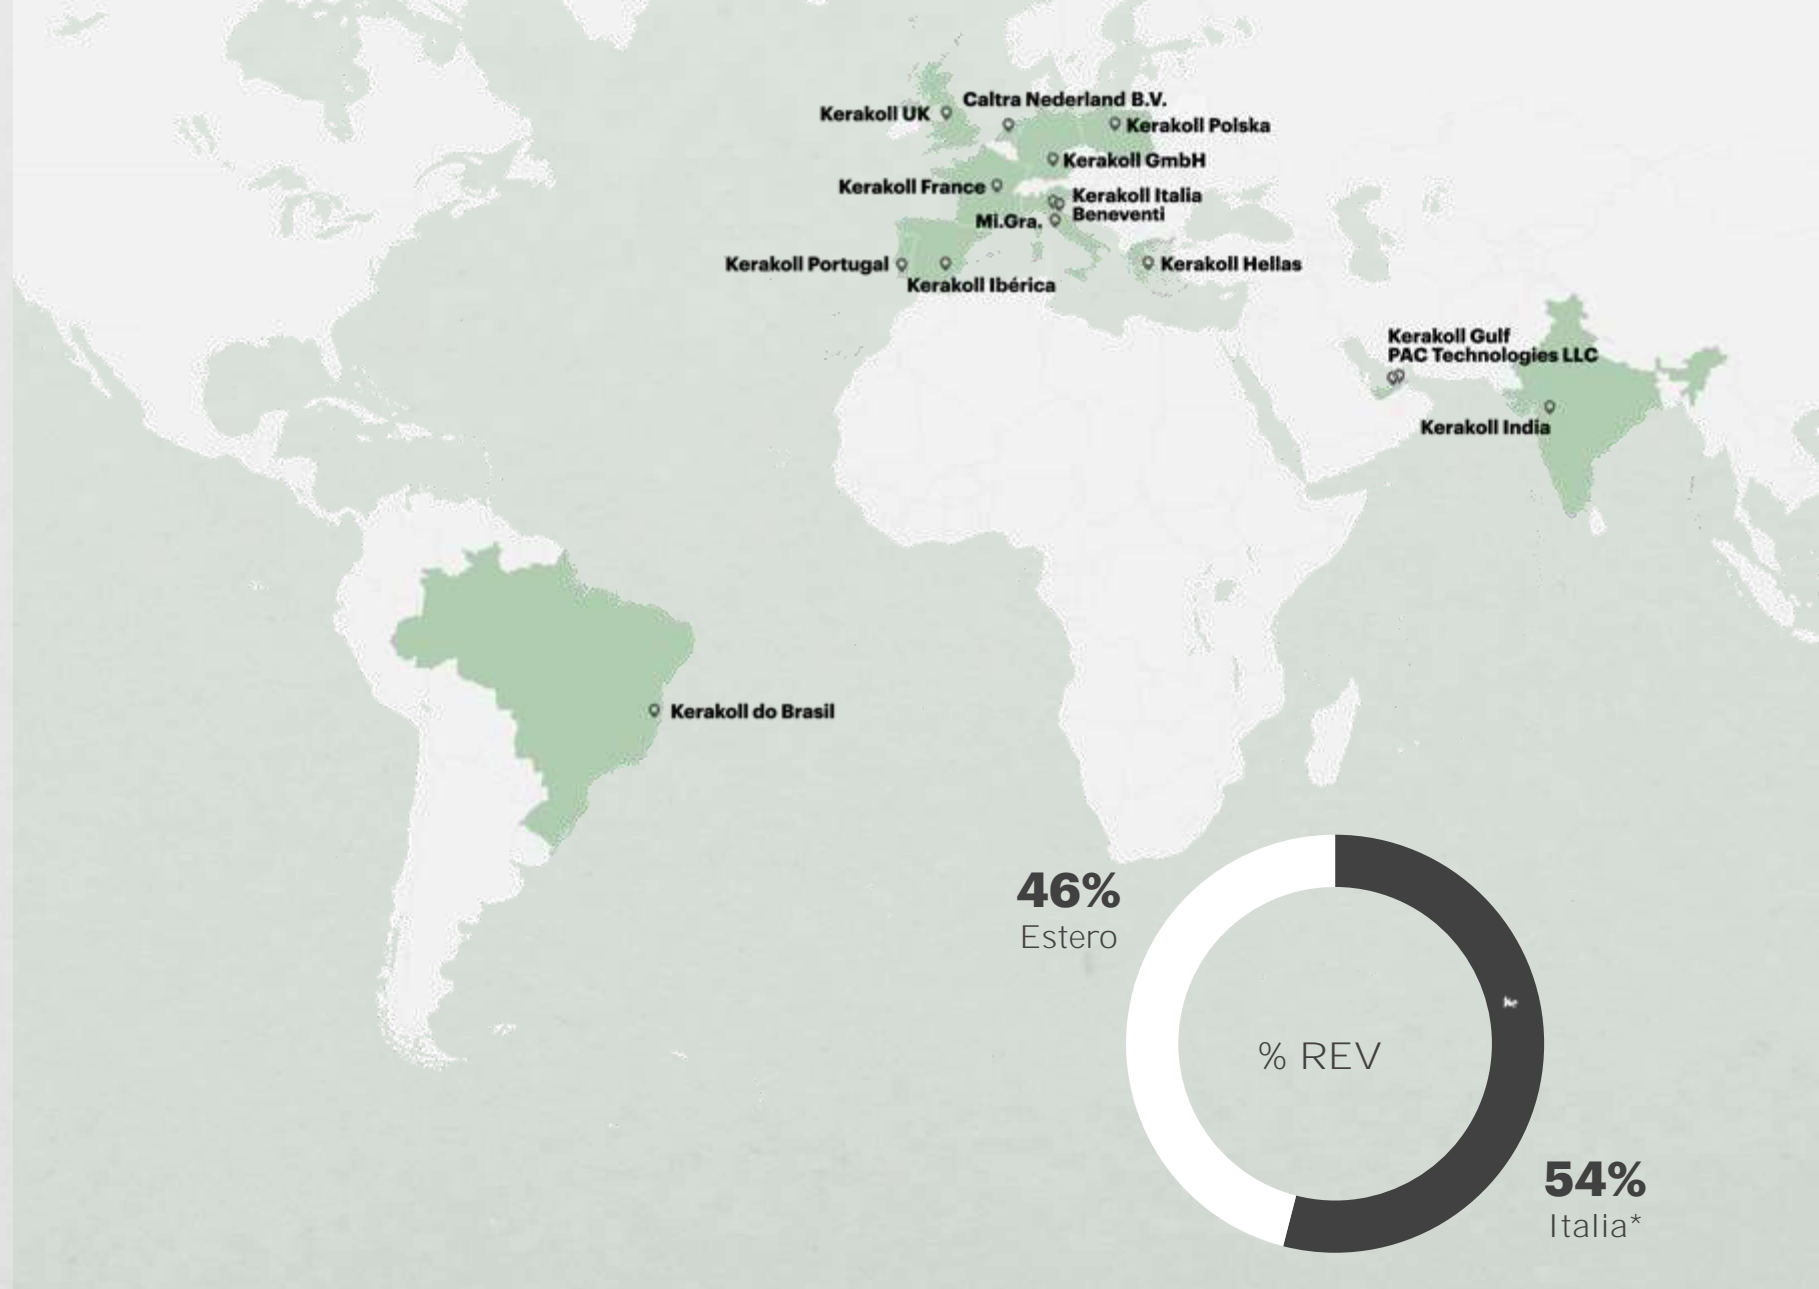 Caltra Nederland B.V.
Kerakoll UK
Kerakoll Polska
Kerakoll GmbH
Kerakoll France
Kerakoll Italia
Beneventi
Mi.Gra.
Kerakoll Portugal
Kerakoll Hellas
Kerakoll Ibérica
Kerakoll Gulf
PAC Technologies LLC
Kerakoll India
Kerakoll do Brasil
46%
Estero
% REV
54%
Italia*